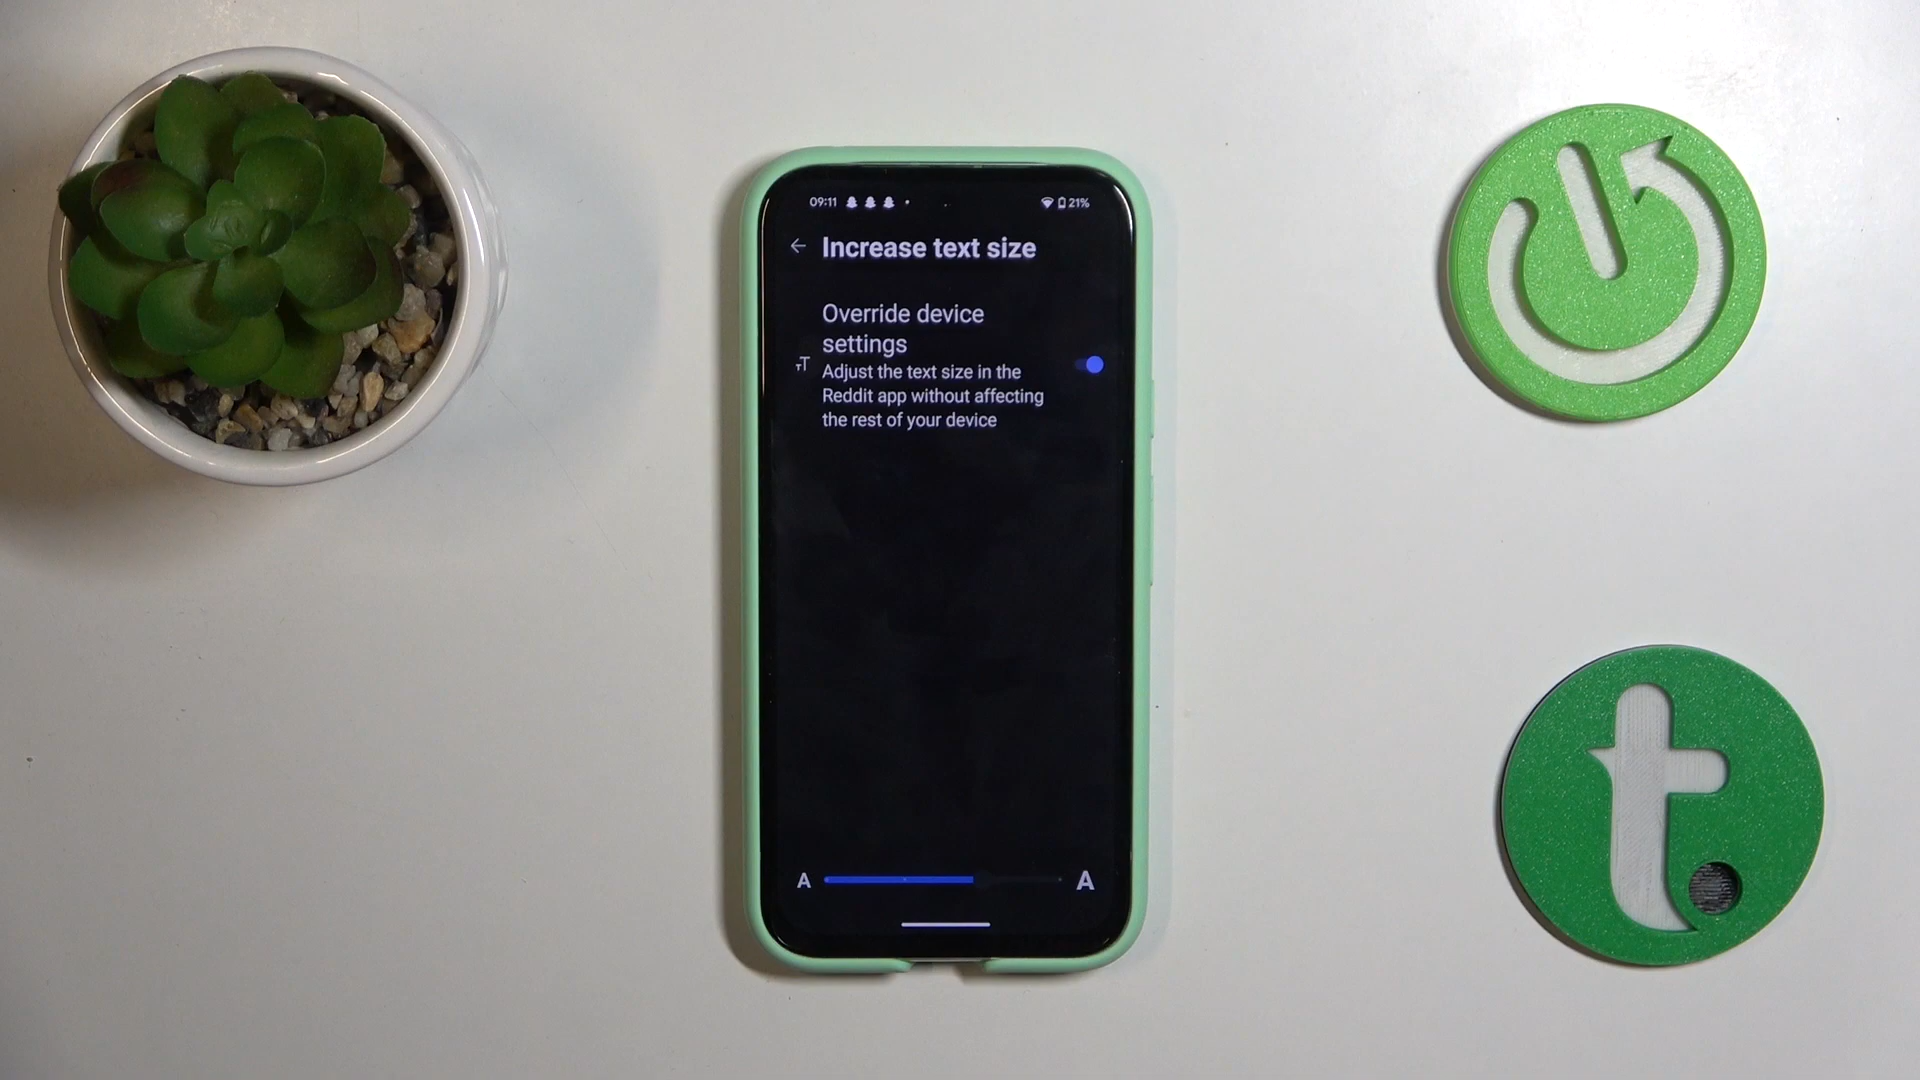 09:11 21%
Increase text size
Override device
settings
Adjust the text size in the
Reddit app without affecting
the rest of your device
A A
t.